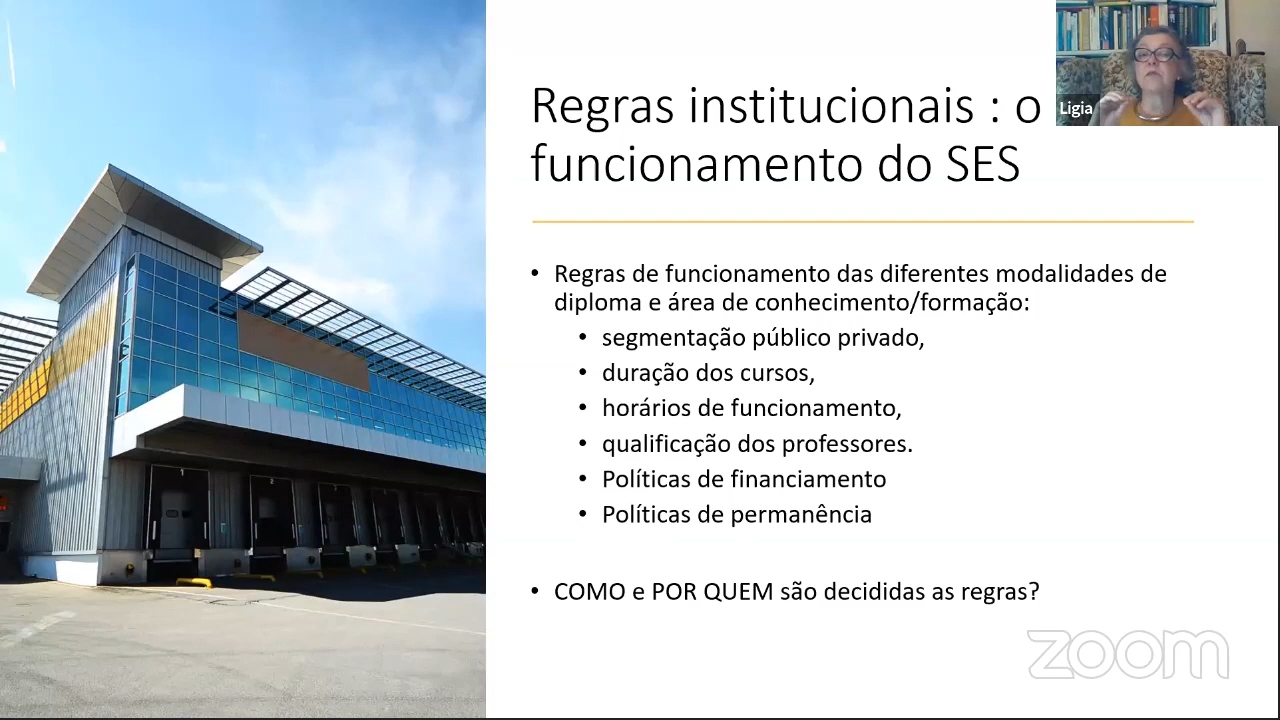 Regras institucionais : o
funcionamento do SES
Ligia
• Regras de funcionamento das diferentes modalidades de
diploma e área de conhecimento/formação:
• segmentação público privado,
• duração dos cursos,
• horários de funcionamento,
• qualificação dos professores.
• Políticas de financiamento
• Políticas de permanência
• COMO e POR QUEM são decididas as regras?
zoom